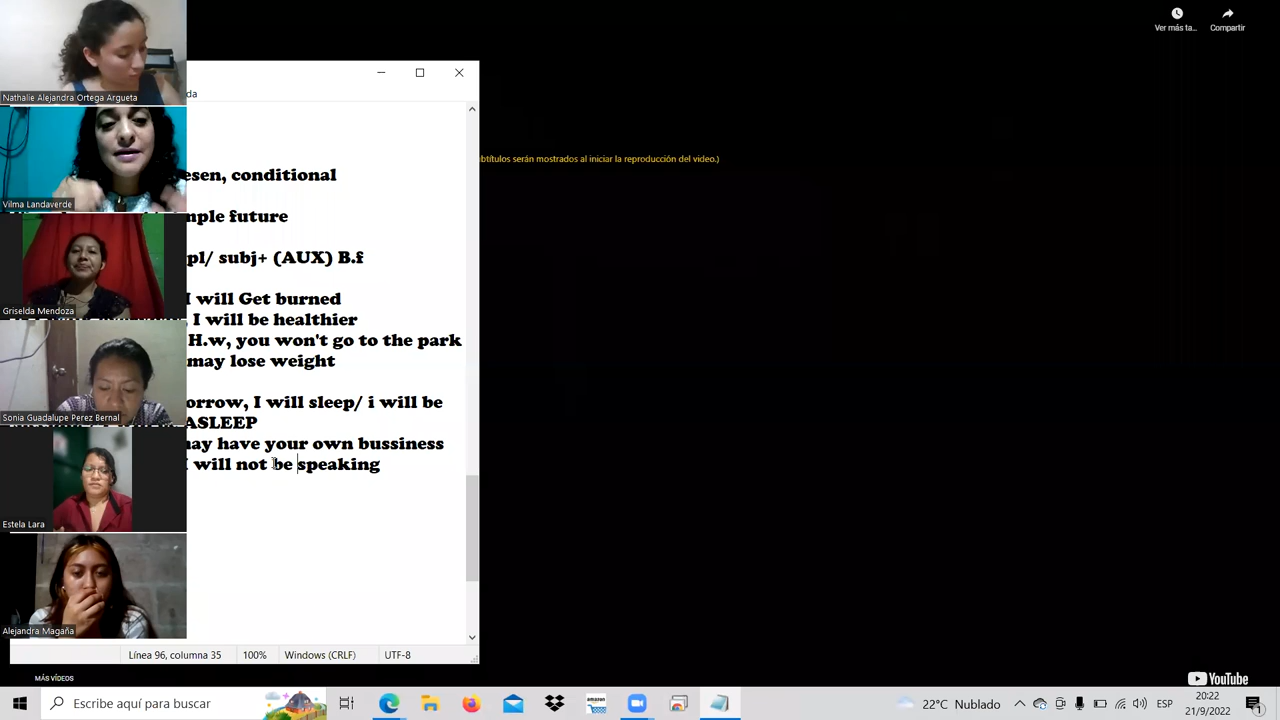 Ver más ta...
Compartir
Nathalie Alejandra Ortega Argueta
da
btítulos serán mostrados al iniciar la reproducción del video.)
esen, conditional
Vilma Landaverde
mple future
pl/ subj+ (AUX) B.f
I will Get burned
Griselda Mendoza
, I will be healthier
H.w, you won't go to the park
may lose weight
orrow, I will sleep/ i will be
Sonia Guadalupe Perez Bernal
ASLEEP
may have your own bussiness
I will not be speaking
Estela Lara
Alejandra Magaña
Línea 96, columna 35
100%
Windows (CRLF)
UTF-8
MÁS VÍDEOS
YouTube
Escribe aquí para buscar
amazon
22°C Nublado
ESP
20:22
21/9/2022
1